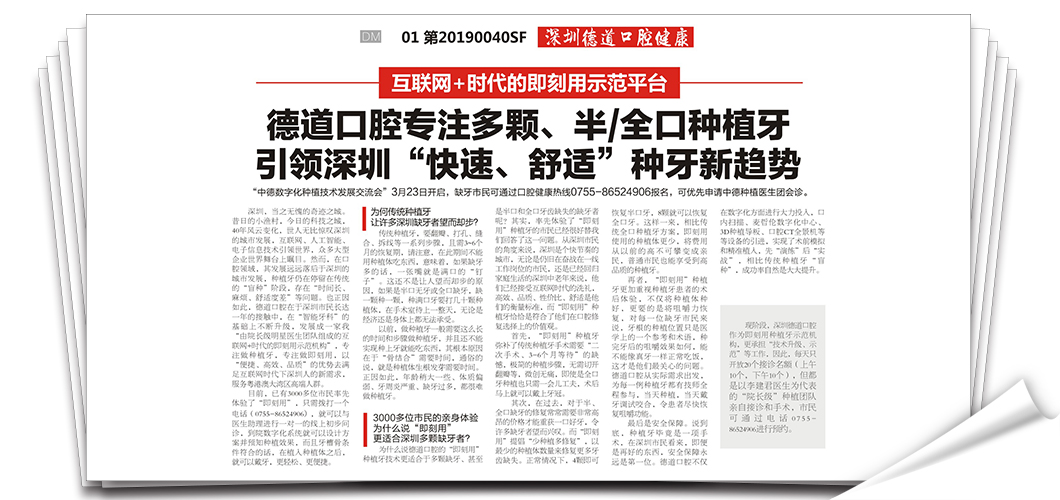 DM
01 第20190040SF
深圳德道口腔健康
互联网+时代的即刻用示范平台
德道口腔专注多颗、半/全口种植牙
引领深圳“快速、舒适”种牙新趋势
“中德数字化种植技术发展交流会”3月23日开启，缺牙市民可通过口腔健康热线0755-86524906报名，可优先申请中德种植医生团会诊。
深圳，当之无愧的奇迹之城。
昔日的小渔村，今日的科技之城，
40年风云变化，世人无比惊叹深圳
的城市发展，互联网、人工智能、
电子信息技术引领世界，众多大型
企业世界舞台上瞩目。然而，在口
腔领域，其发展远远落后于深圳的
城市发展，种植牙仍在停留在传统
的“盲种”阶段，存在“时间长、
麻烦、舒适度差”等问题。也正因
如此，德道口腔在于深圳市民长达
一年的接触中，在“智能牙科”的
基础上不断升级，发展成一家我
“由院长级明星医生团队组成的互
联网+时代的即刻用示范机构”，专
注做种植牙，专注做即刻用，以
“便捷、高效、品质”的优势去满
足互联网时代下深圳人的新需求，
服务粤港澳大湾区高端人群。
目前，已有3000多位市民率先
体验了“即刻用”，只需拨打一个
电话（0755-86524906），就可以与
医生助理进行一对一的线上初步问
诊，到院数字化系统就可以设计方
案并预知种植效果，而且牙槽骨条
件符合的话，在植入种植体之后，
就可以戴牙，更轻松、更便捷。
为何传统种植牙
让许多深圳缺牙者望而却步？
传统种植牙，要翻瓣、打孔、缝
合、拆线等一系列步骤，且需3-6个
月的恢复期，请注意，在此期间不能
用种植体吃东西，意味着，如果缺牙
多的话，一张嘴就是满口的“钉
子”。这还不是让人望而却步的原
因，如果是半口无牙或全口缺牙，缺
一颗种一颗，种满口牙要打几十颗种
植体，在手术室待上一整天，无论是
经济还是身体上都无法承受。
以前，做种植牙一般需要这么长
的时间和步骤做种植牙，并且还不能
实现种上牙就能吃东西，其根本原因
在于“骨结合”需要时间，通俗的
说，就是种植体生根发芽需要时间。
正因如此，年龄稍大一些、体质偏
弱、牙周炎严重、缺牙过多，都很难
做种植牙。
3000多位市民的亲身体验
为什么说“即刻用”
更适合深圳多颗缺牙者？
为什么说德道口腔的“即刻用”
种植牙技术更适合于多颗缺牙、甚至
是半口和全口牙齿缺失的缺牙者
呢？其实，率先体验了“即刻
用”种植牙的市民已经很好替我
们回答了这一问题。从深圳市民
的角度来说，深圳是个快节奏的
城市，无论是仍旧在奋战在一线
工作岗位的市民，还是已经回归
家庭生活的深圳中老年来说，他
们已经接受互联网时代的洗礼，
高效、品质、性价比、舒适是他
们的衡量标准，而“即刻用”种
植牙恰恰是符合了他们在口腔修
复选择上的价值观。
首先，“即刻用”种植牙
弥补了传统种植牙手术需要“二
次手术、3-6个月等待”的缺
憾，极简的种植步骤，无需切开
翻瓣等，微创无痛，即使是全口
牙种植也只需一会儿工夫，术后
马上就可以戴上牙冠。
其次，在过去，对于半、
全口缺牙的修复常常需要非常高
昂的价格才能重获一口好牙，令
许多缺牙者望而兴叹。而“即刻
用”提倡“少种植多修复”，以
最少的种植体数量来修复更多牙
齿缺失。正常情况下，4颗即可
恢复半口牙，8颗就可以恢复
全口牙。这样一来，相比传统
全口种植牙方案，即刻用
使用的种植体更少，将费用
从以前的高不可攀变成亲
民，普通市民也能享受到高
品质的种植牙。
再者，“即刻用”种植
牙更加重视种植牙患者的术
后体验，不仅将种植体种
好，更要的是将咀嚼力恢
复，对每一位缺牙市民来
说，牙根的种植位置只是医
学上的一个参考和术语，种
完牙后的咀嚼效果如何，能
不能像真牙一样正常吃饭，
这才是他们最关心的问题。
德道口腔从实际需求出发，
为每一例种植牙都有技师全
程参与，当天种植，当天戴
牙调试咬合，令患者尽快恢
复咀嚼功能。
最后是安全保障。说到
底，种植牙毕竟是一项手
术，在深圳市民看来，即便
是再好的东西，安全保障永
远是第一位。德道口腔不仅
在数字化方面进行大力投入，口
内扫描、麦哲伦数字化中心、
3D种植导板、口腔CT全景机等
等设备的引进，实现了术前模拟
和精准植入，先“演练”后“实
战”，相比传统种植牙“盲
种”，成功率自然是大大提升。
现阶段，深圳德道口腔
作为即刻用种植牙示范机
构，更承担“技术升级、示
范”等工作，因此，每天只
开放20个接诊名额（上午
10个，下午10个），但都
是以李建君医生为代表
的“院长级”种植团队
亲自接诊和手术，市民
可通过电话0755-
86524906进行预约。